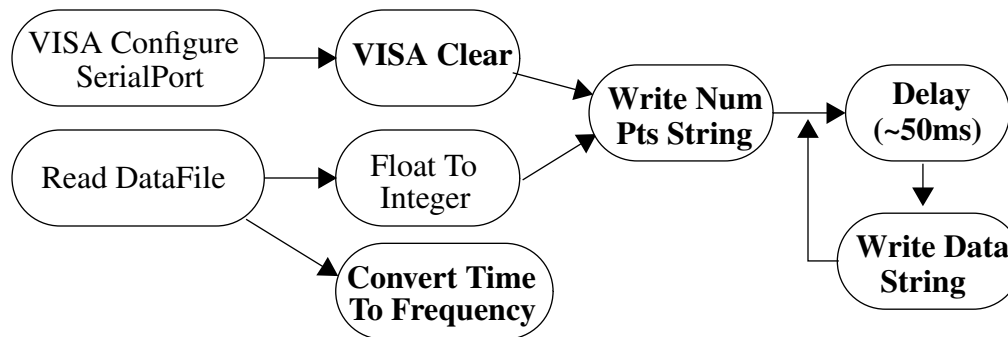 VISA Configure
SerialPort
VISA Clear
Write Num
Pts String
Delay
(~50ms)
Read DataFile
Float To
Integer
Write Data
String
Convert Time
To Frequency